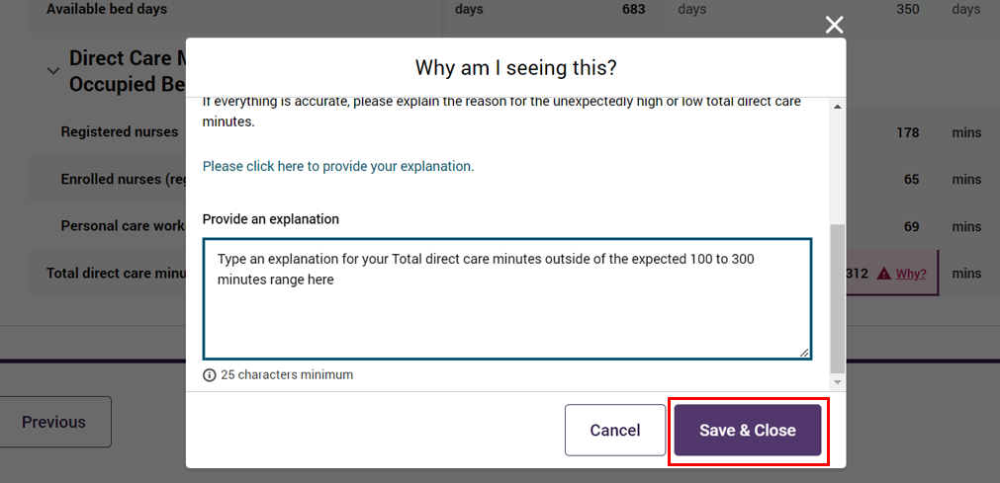 Available bed days days 683 days 350 days
Why am I seeing this?
Direct Care
Occupied Be
If everything is accurate, please explain the reason for the unexpectedly high or low total direct care
minutes.
Registered nurses 178 mins
Please click here to provide your explanation.
Enrolled nurses (reg 65 mins
Provide an explanation
Personal care work 69 mins
Type an explanation for your Total direct care minutes outside of the expected 100 to 300
minutes range here
Total direct care minu 312 Why? mins
25 characters minimum
Previous
Cancel
Save & Close